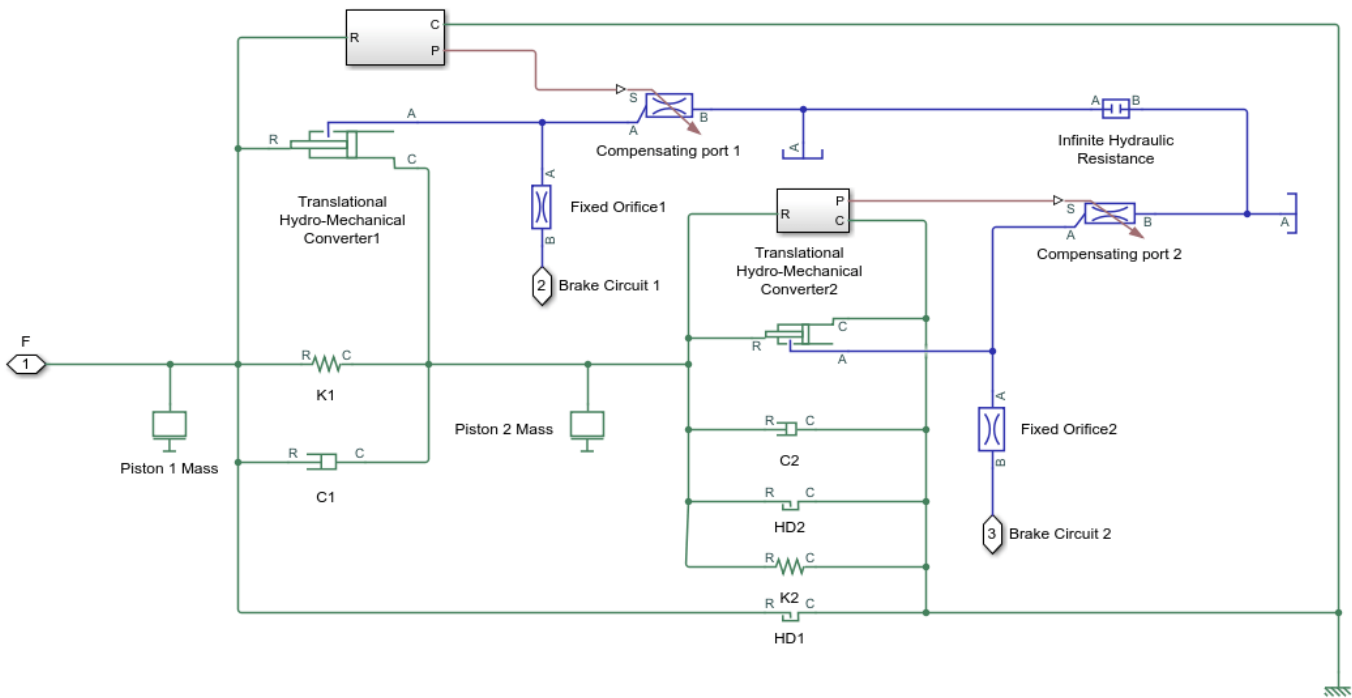 C
R
P
S
A
B
A
A
B
A
R
C
Compensating port 1
Infinite Hydraulic
Resistance
A
Translational
Hydro-Mechanical
Converter1
Fixed Orifice1
B
2
Brake Circuit 1
P
R
C
S
A
B
A
Compensating port 2
Translational
Hydro-Mechanical
Converter2
C
R
A
F
1
R
C
K1
Piston 1 Mass
R
C
C1
Piston 2 Mass
R
C
C2
A
Fixed Orifice2
B
R
C
HD2
3
Brake Circuit 2
R
C
K2
R
C
HD1